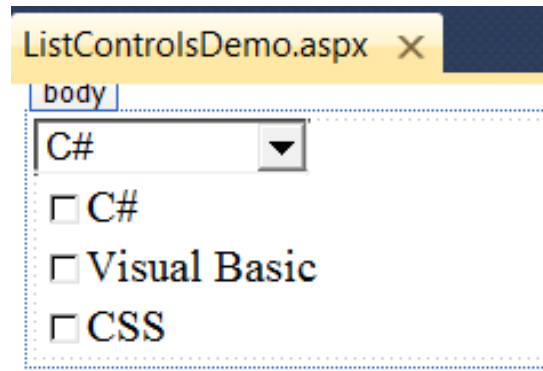 ListControlsDemo.aspx
body
C#
C#
Visual Basic
CSS